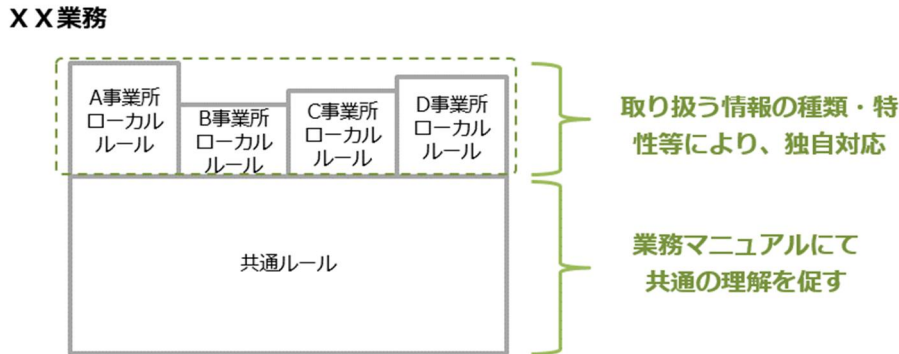 ＸＸ業務
A事業所
ローカル
ルール
B事業所
ローカル
ルール
C事業所
ローカル
ルール
D事業所
ローカル
ルール
取り扱う情報の種類・特
性等により、独自対応
共通ルール
業務マニュアルにて
共通の理解を促す